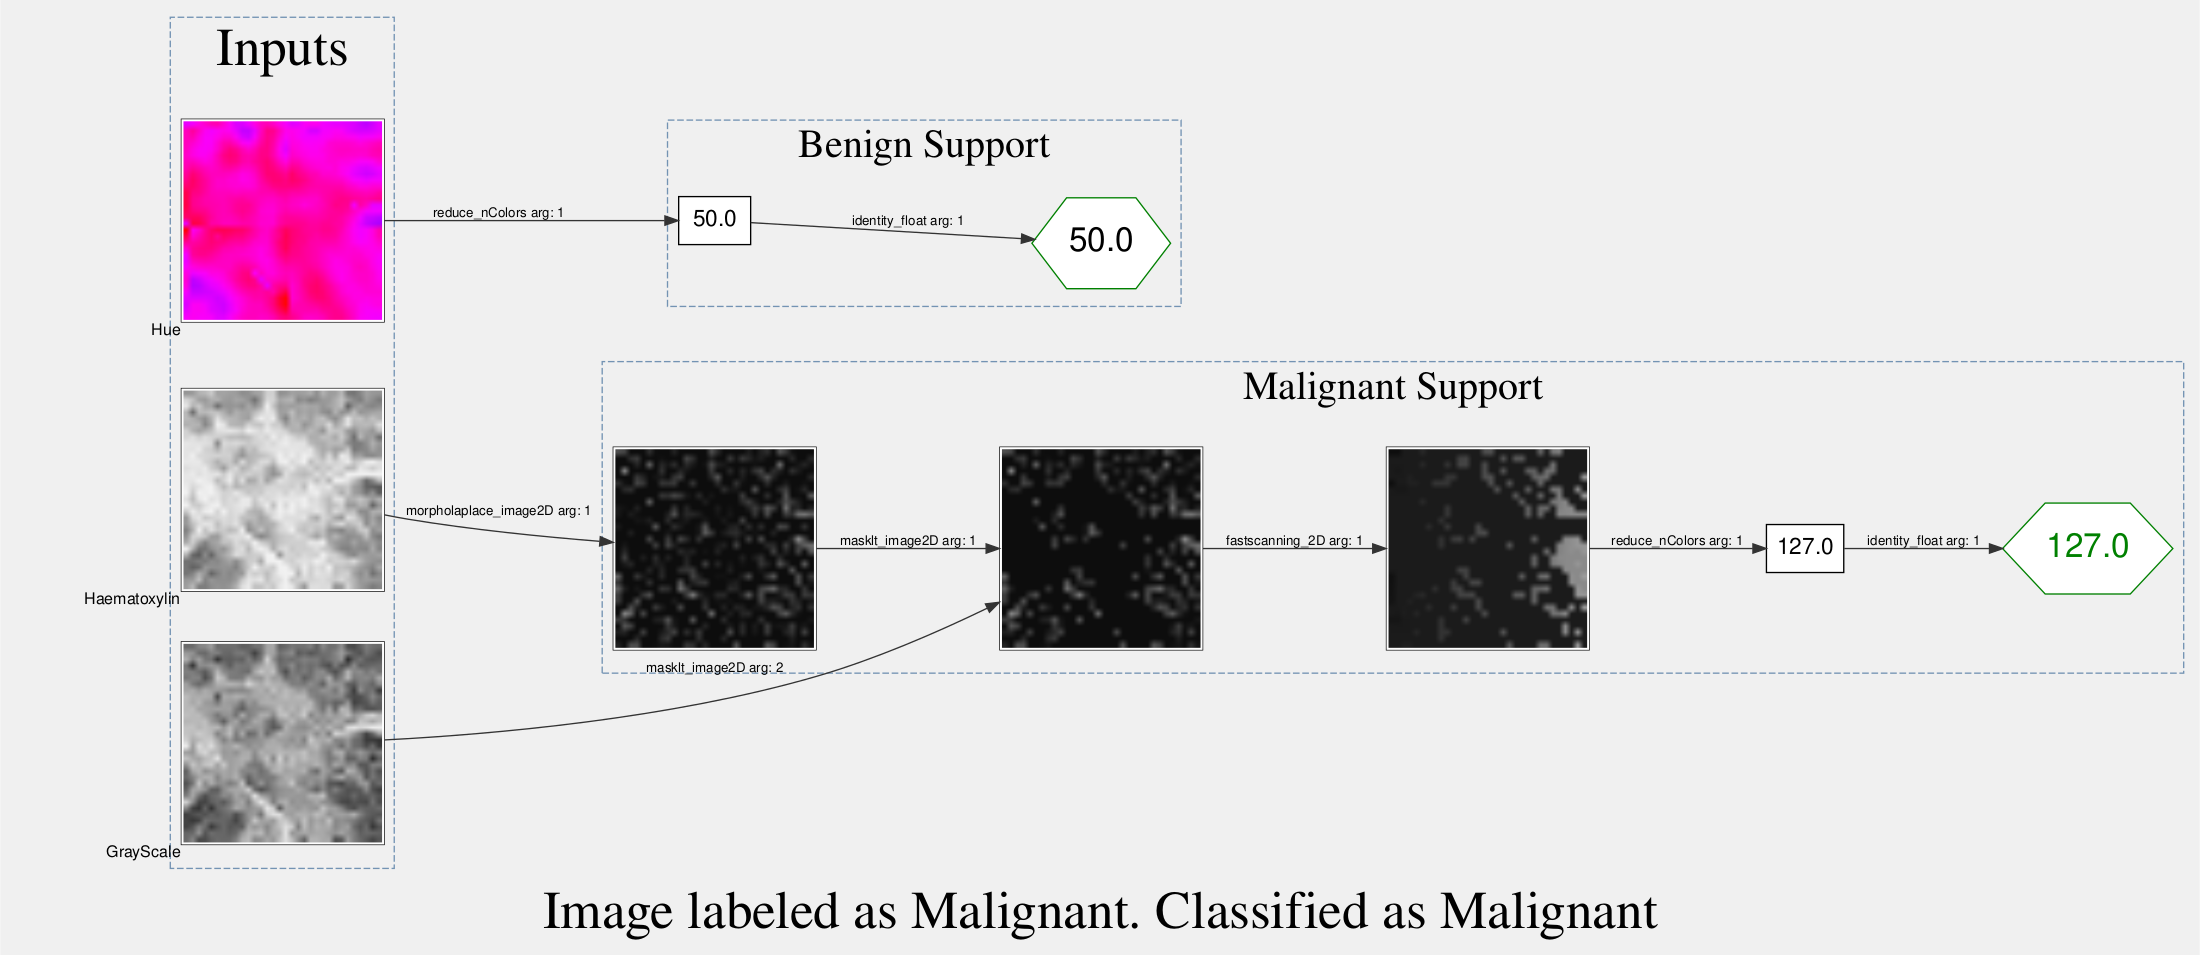 Inputs
Hue
reduce_nColors arg: 1
Benign Support
50.0
identity_float arg: 1
50.0
Haematoxylin
morpholaplace_image2D arg: 1
Malignant Support
masklt_image2D arg: 1
fastscanning_2D arg: 1
reduce_nColors arg: 1
127.0
identity_float arg: 1
127.0
GrayScale
masklt_image2D arg: 2
Image labeled as Malignant. Classified as Malignant